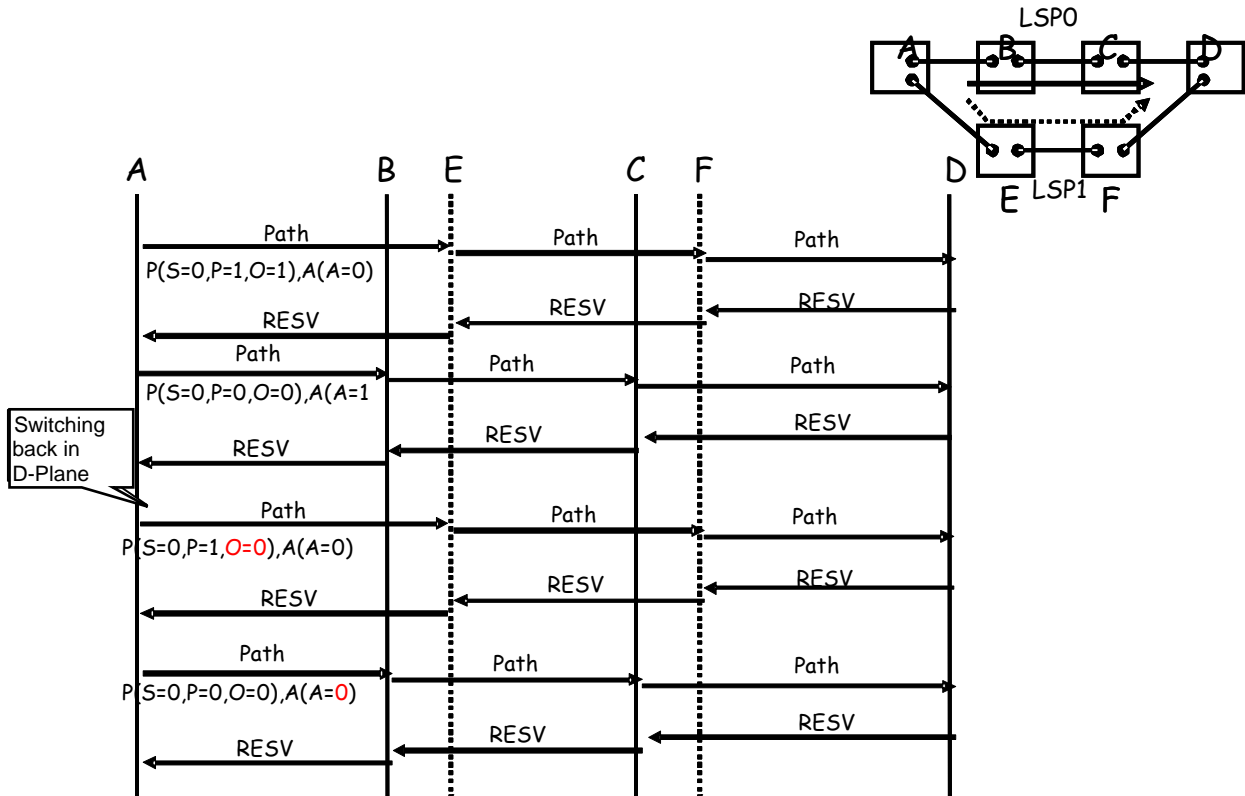 LSP0
A B C D
LSP1
E F
A B E C F D
Path Path Path
P(S=0,P=1,O=1),A(A=0)
RESV RESV RESV
Path Path Path
P(S=0,P=0,O=0),A(A=1
Switching
back in
D-Plane
RESV RESV RESV
Path Path Path
P(S=0,P=1,O=0),A(A=0)
RESV RESV RESV
Path Path Path
P(S=0,P=0,O=0),A(A=0)
RESV RESV RESV